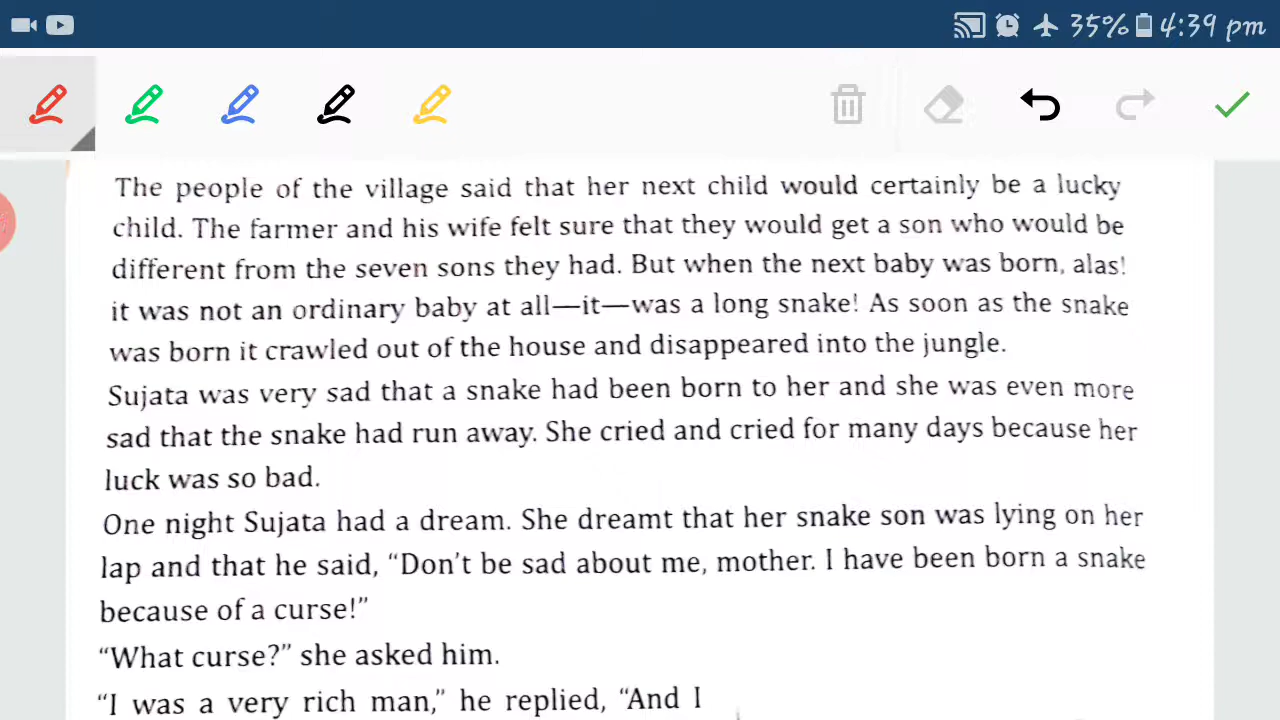 35% 4:39 pm
The people of the village said that her next child would certainly be a lucky
child. The farmer and his wife felt sure that they would get a son who would be
different from the seven sons they had. But when the next baby was born, alas!
it was not an ordinary baby at all—it—was a long snake! As soon as the snake
was born it crawled out of the house and disappeared into the jungle.
Sujata was very sad that a snake had been born to her and she was even more
sad that the snake had run away. She cried and cried for many days because her
luck was so bad.
One night Sujata had a dream. She dreamt that her snake son was lying on her
lap and that he said, “Don’t be sad about me, mother. I have been born a snake
because of a curse!”
“What curse?” she asked him.
“I was a very rich man,” he replied, “And I